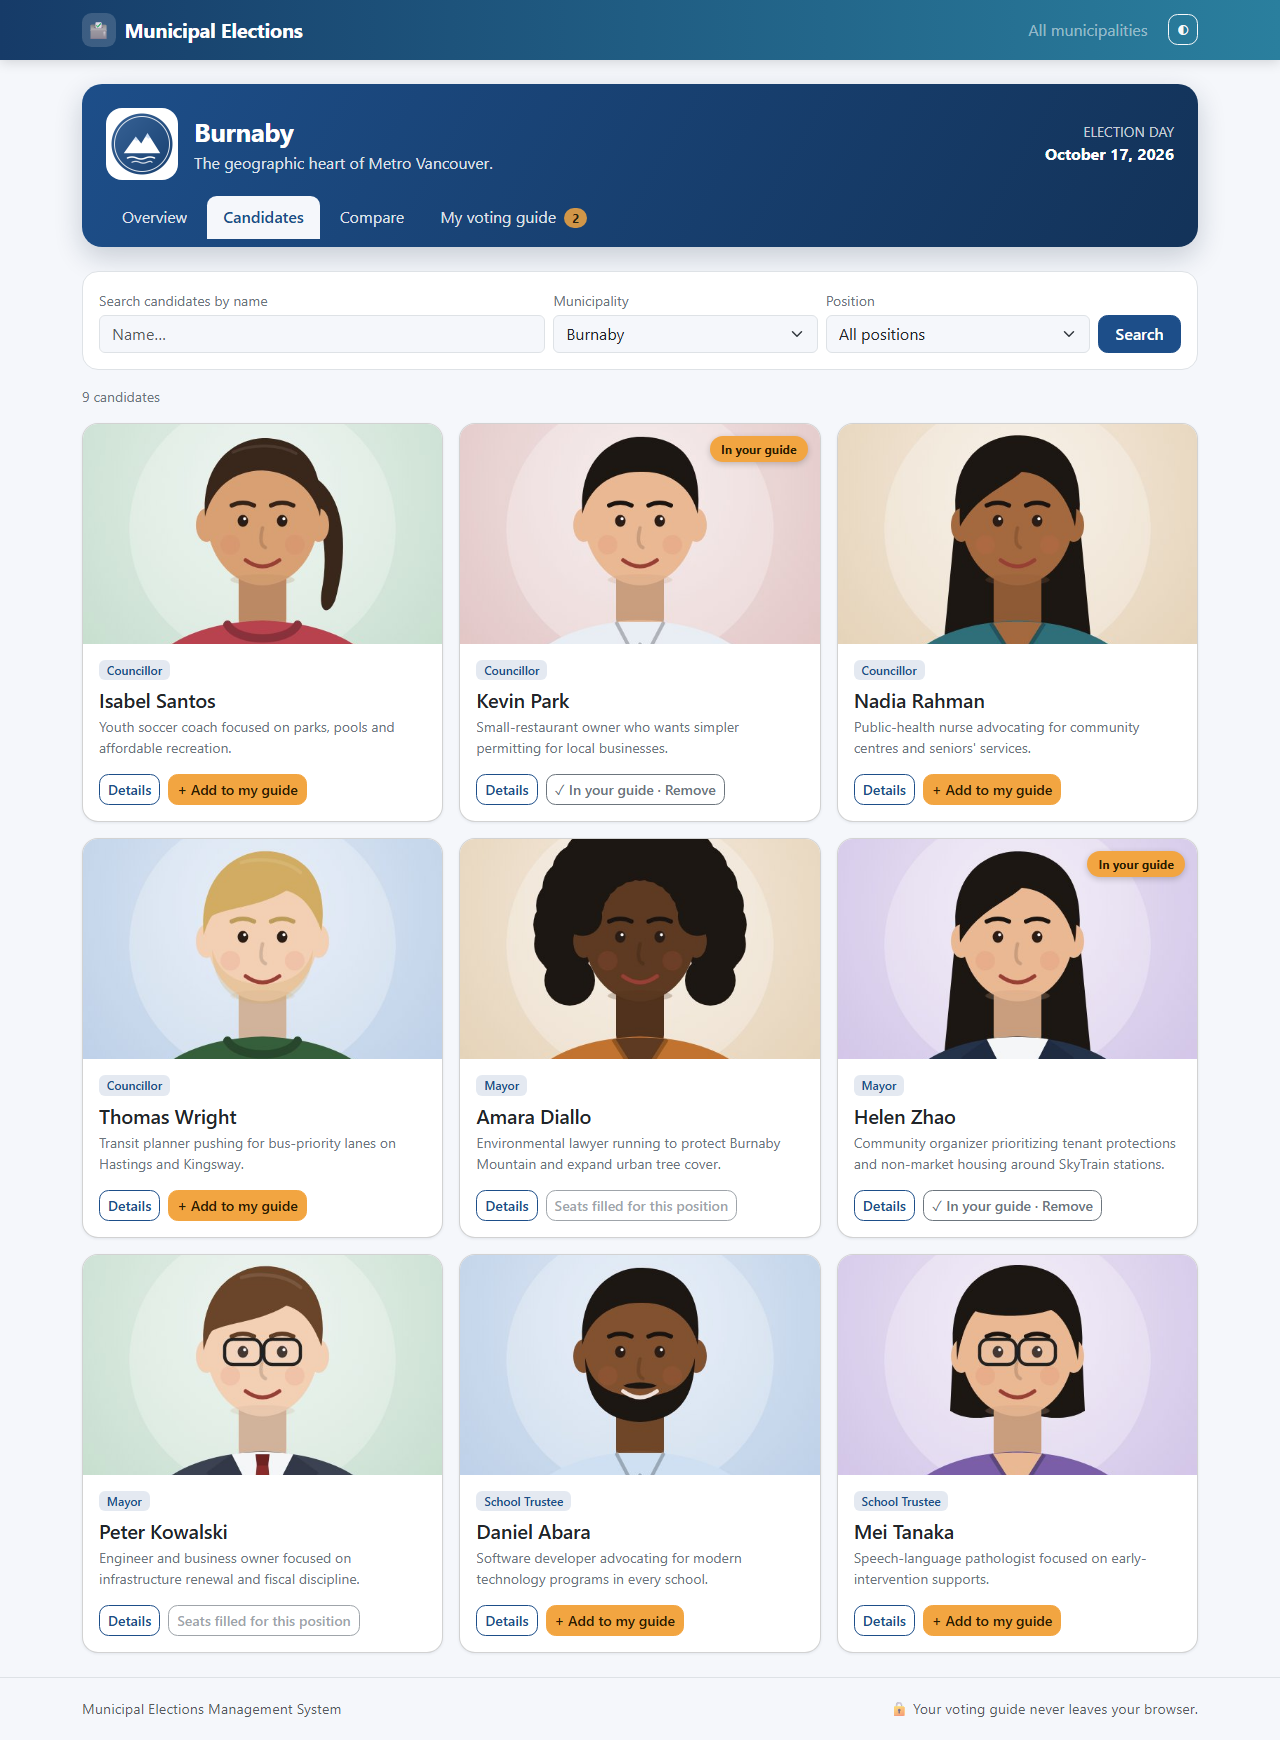 Municipal Elections
All municipalities
Burnaby
The geographic heart of Metro Vancouver.
ELECTION DAY
October 17, 2026
Overview
Candidates
Compare
My voting guide 2
Search candidates by name
Name...
Municipality
Burnaby
Position
All positions
Search
9 candidates
Councillor
Isabel Santos
Youth soccer coach focused on parks, pools and
affordable recreation.
Details
+ Add to my guide
In your guide
Councillor
Kevin Park
Small-restaurant owner who wants simpler
permitting for local businesses.
Details
✓ In your guide · Remove
Councillor
Nadia Rahman
Public-health nurse advocating for community
centres and seniors' services.
Details
+ Add to my guide
Councillor
Thomas Wright
Transit planner pushing for bus-priority lanes on
Hastings and Kingsway.
Details
+ Add to my guide
Mayor
Amara Diallo
Environmental lawyer running to protect Burnaby
Mountain and expand urban tree cover.
Details
Seats filled for this position
In your guide
Mayor
Helen Zhao
Community organizer prioritizing tenant protections
and non-market housing around SkyTrain stations.
Details
✓ In your guide · Remove
Mayor
Peter Kowalski
Engineer and business owner focused on
infrastructure renewal and fiscal discipline.
Details
Seats filled for this position
School Trustee
Daniel Abara
Software developer advocating for modern
technology programs in every school.
Details
+ Add to my guide
School Trustee
Mei Tanaka
Speech-language pathologist focused on early-
intervention supports.
Details
+ Add to my guide
Municipal Elections Management System
🔒 Your voting guide never leaves your browser.